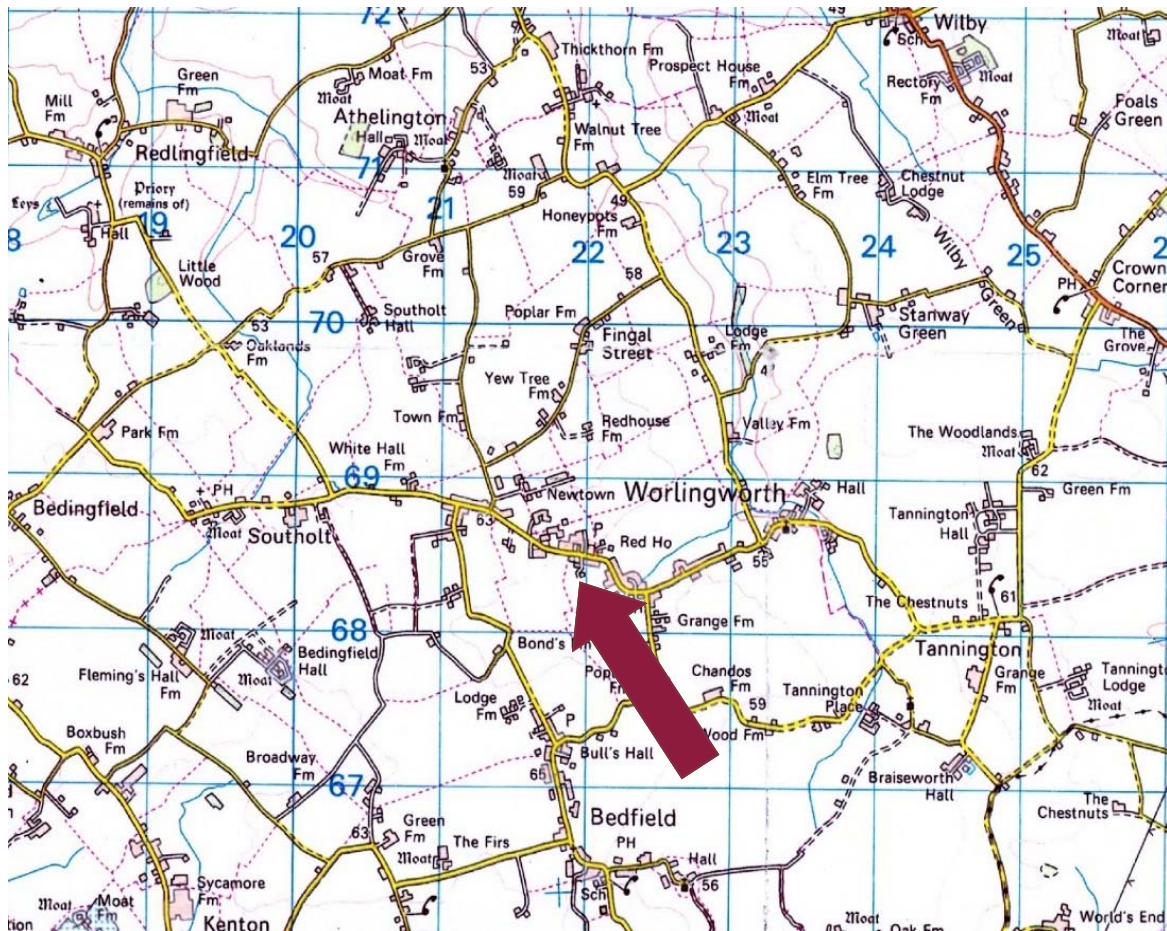 72
49
Wilby
Sch
Moat
Thickthorn Fm
Prospect House
Fm
Moat
Rectory
Fm
Moat
Green
Fm
Moat Fm
Moat
53
Mill
Fm
Athelington
Hall
Moat
Walnut Tree
Fm
Moat
Foals
Green
Redlingfield
71
Moat
59
Elm Tree
Fm
Chestnut
Lodge
Leys
Priory
(remains of)
Hall
19
20
21
49
Honeypots
Fm
22
23
24
Wilby
Green
25
8
57
Grove
Fm
58
PH
Crown
Corner
Little
Wood
Southolt
Hall
70
Poplar Fm
Fingal
Street
Lodge
Fm
Stanway
Green
The
Grove
53
Oaklands
Fm
Yew Tree
Fm
4
Park Fm
Town Fm
Redhouse
Fm
Valley Fm
The Woodlands
Moat
62
White Hall
Fm
69
Bedingfield
PH
Moat
Southolt
Newtown
63
Worlingworth
Hall
Green Fm
Tannington
Hall
P
Red Ho
55
The Chestnuts
61
68
Moat
Bedingfield
Hall
Moat
Fleming's Hall
Fm
Bond's
Grange Fm
Tannington
62
Lodge
Fm
Chandos
Fm
Tannington
Place
Grange
Fm
Lodge
Moat
Boxbush
Fm
P
59
Wood Fm
Bull's Hall
65
Broadway
Fm
67
Braiseworth
Hall
The
Chestnuts
63
Green
Fm
Moat
The Firs
Bedfield
PH
Hall
56
Sch
Sycamore
Fm
Moat
Moat
Fm
Kenton
Moat
Oak Fm
World's End